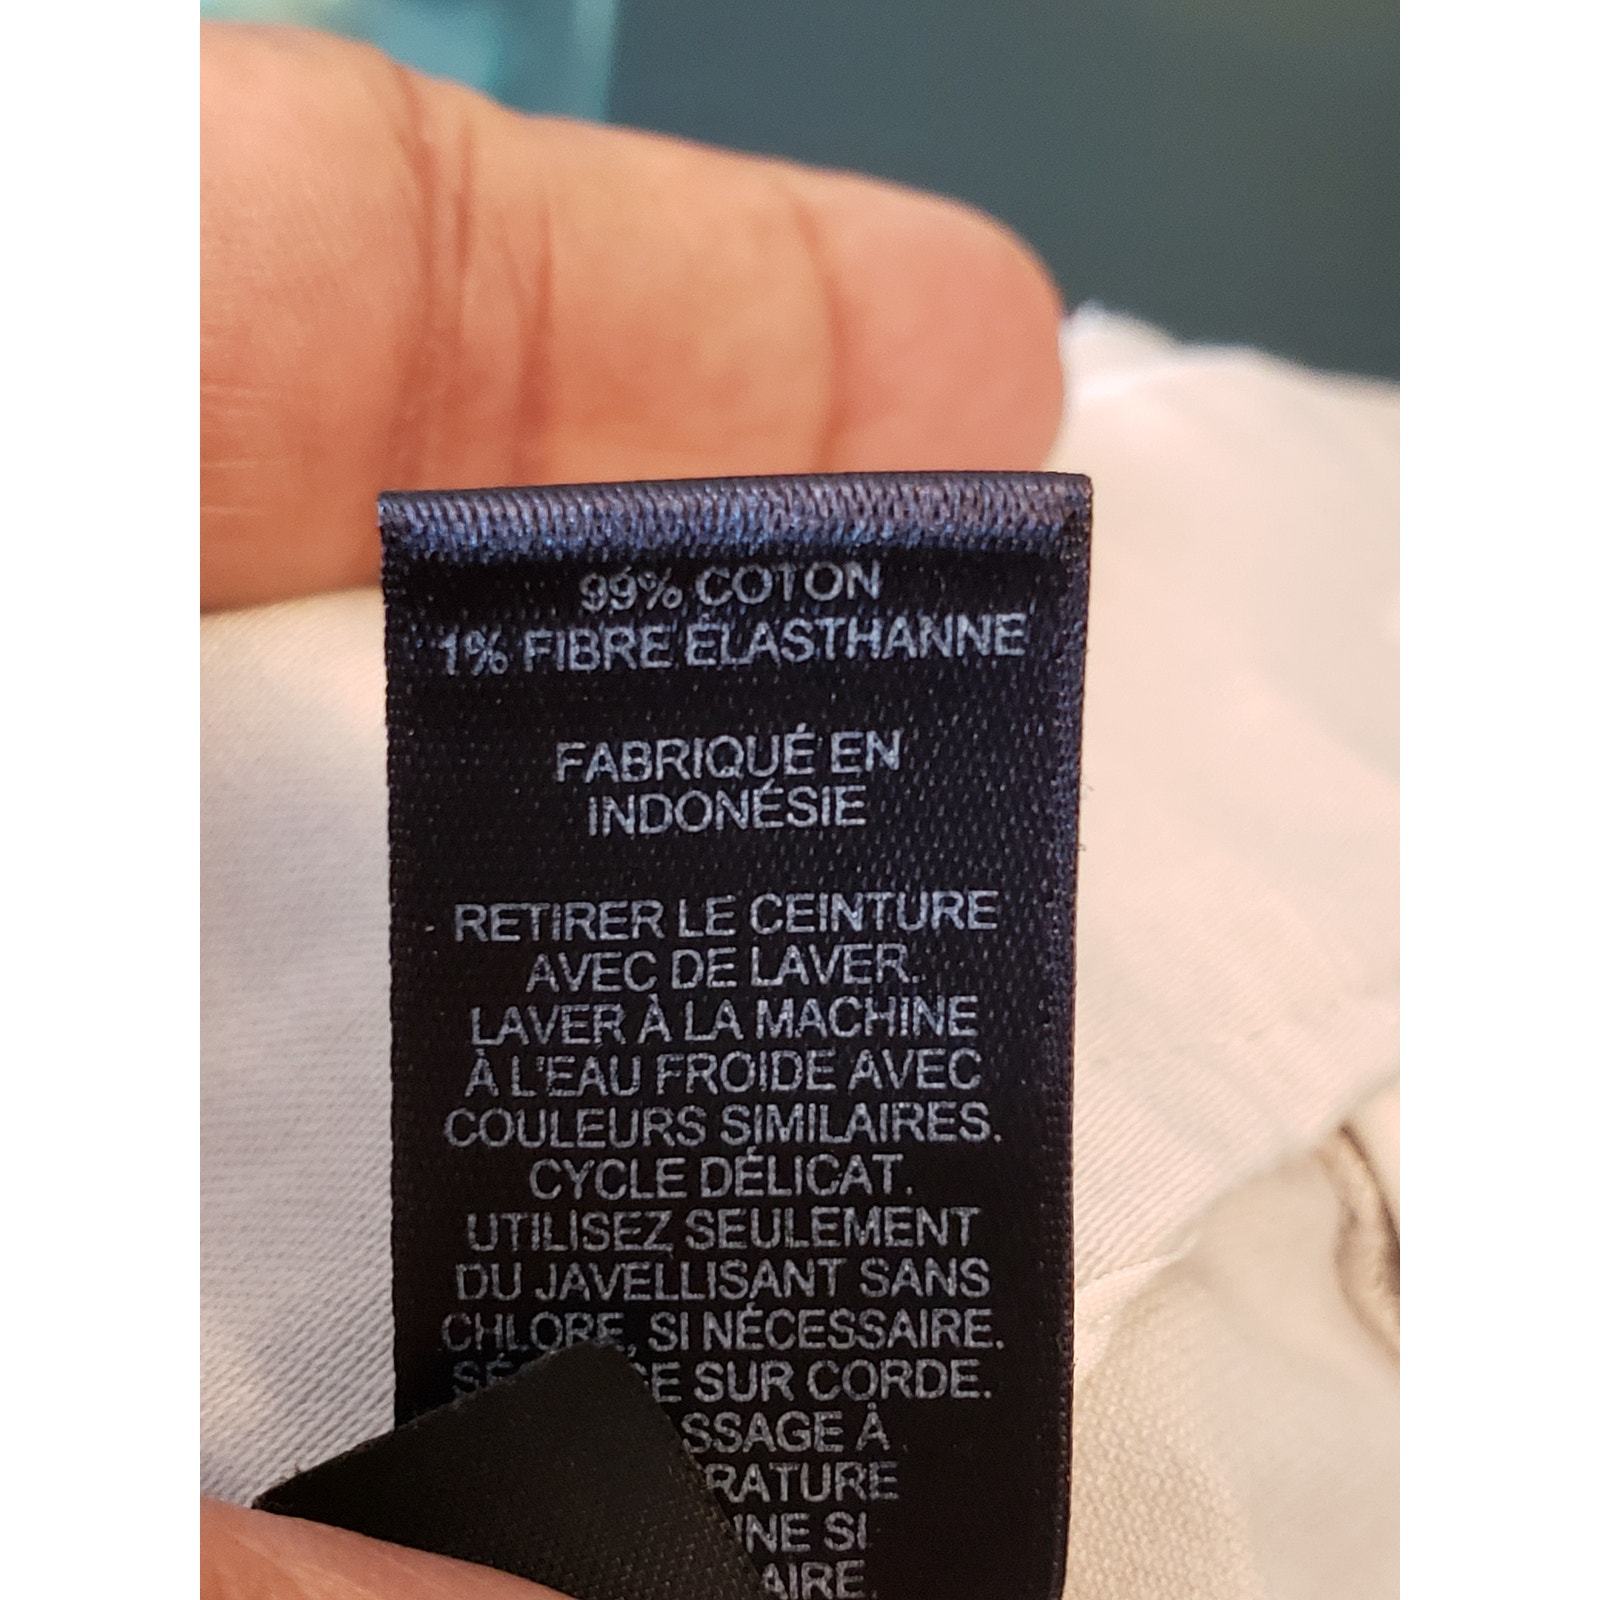 99% COTON
1% FIBRE ÉLASTHANNE
FABRIQUÉ EN
INDONÉSIE
RETIRER LE CEINTURE
AVEC DE LAVER.
LAVER À LA MACHINE
À L'EAU FROIDE AVEC
COULEURS SIMILAIRES.
CYCLE DÉLICAT.
UTILISEZ SEULEMENT
DU JAVELLISANT SANS
CHLORE, SI NÉCESSAIRE.
SUR CORDE.
À
SI